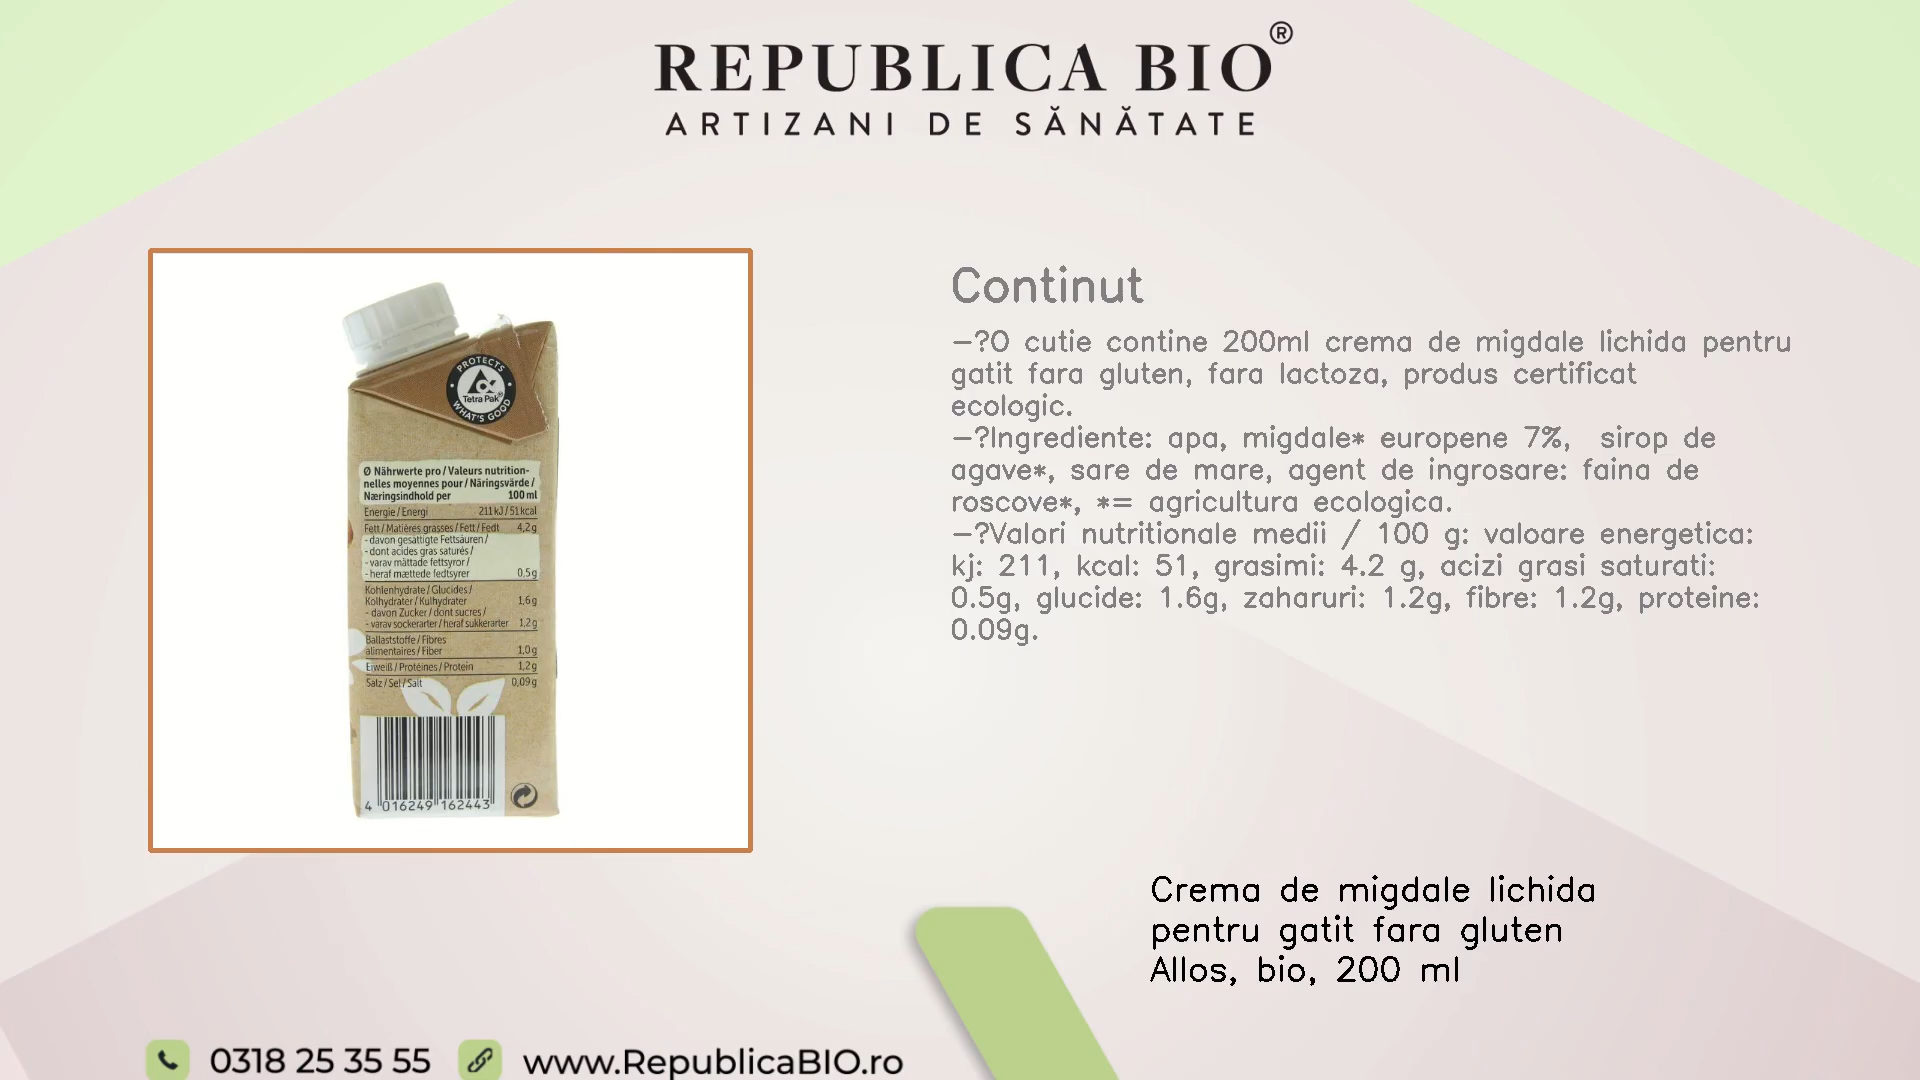 REPUBLICA BIO®
ARTIZANI DE SĂNĂTATE
PROTECTS
Tetra Pak®
WHAT'S GOOD
Ø Nährwerte pro / Valeurs nutrition-
nelles moyennes pour / Näringsvärde /
Næringsindhold per 100 ml
Energie / Energi 211 kJ / 51 kcal
Fett / Matières grasses / Fett / Fedt 4,2 g
- davon gesättigte Fettsäuren /
- dont acides gras saturés /
- varav mättade fettsyror /
- heraf mættede fedtsyrer 0,5 g
Kohlenhydrate / Glucides /
Kolhydrater / Kulhydrater 1,6 g
- davon Zucker / dont sucres /
- varav sockerarter / heraf sukkerarter 1,2 g
Ballaststoffe / Fibres
alimentaires / Fiber 1,0 g
Eiweiß / Protéines / Protein 1,2 g
Salz / Sel / Salt 0,09 g
4 016249 162443
Continut
–?O cutie contine 200ml crema de migdale lichida pentru
gatit fara gluten, fara lactoza, produs certificat
ecologic.
–?Ingrediente: apa, migdale* europene 7%, sirop de
agave*, sare de mare, agent de ingrosare: faina de
roscove*, *= agricultura ecologica.
–?Valori nutritionale medii / 100 g: valoare energetica:
kj: 211, kcal: 51, grasimi: 4.2 g, acizi grasi saturati:
0.5g, glucide: 1.6g, zaharuri: 1.2g, fibre: 1.2g, proteine:
0.09g.
Crema de migdale lichida
pentru gatit fara gluten
Allos, bio, 200 ml
0318 25 35 55 www.RepublicaBIO.ro